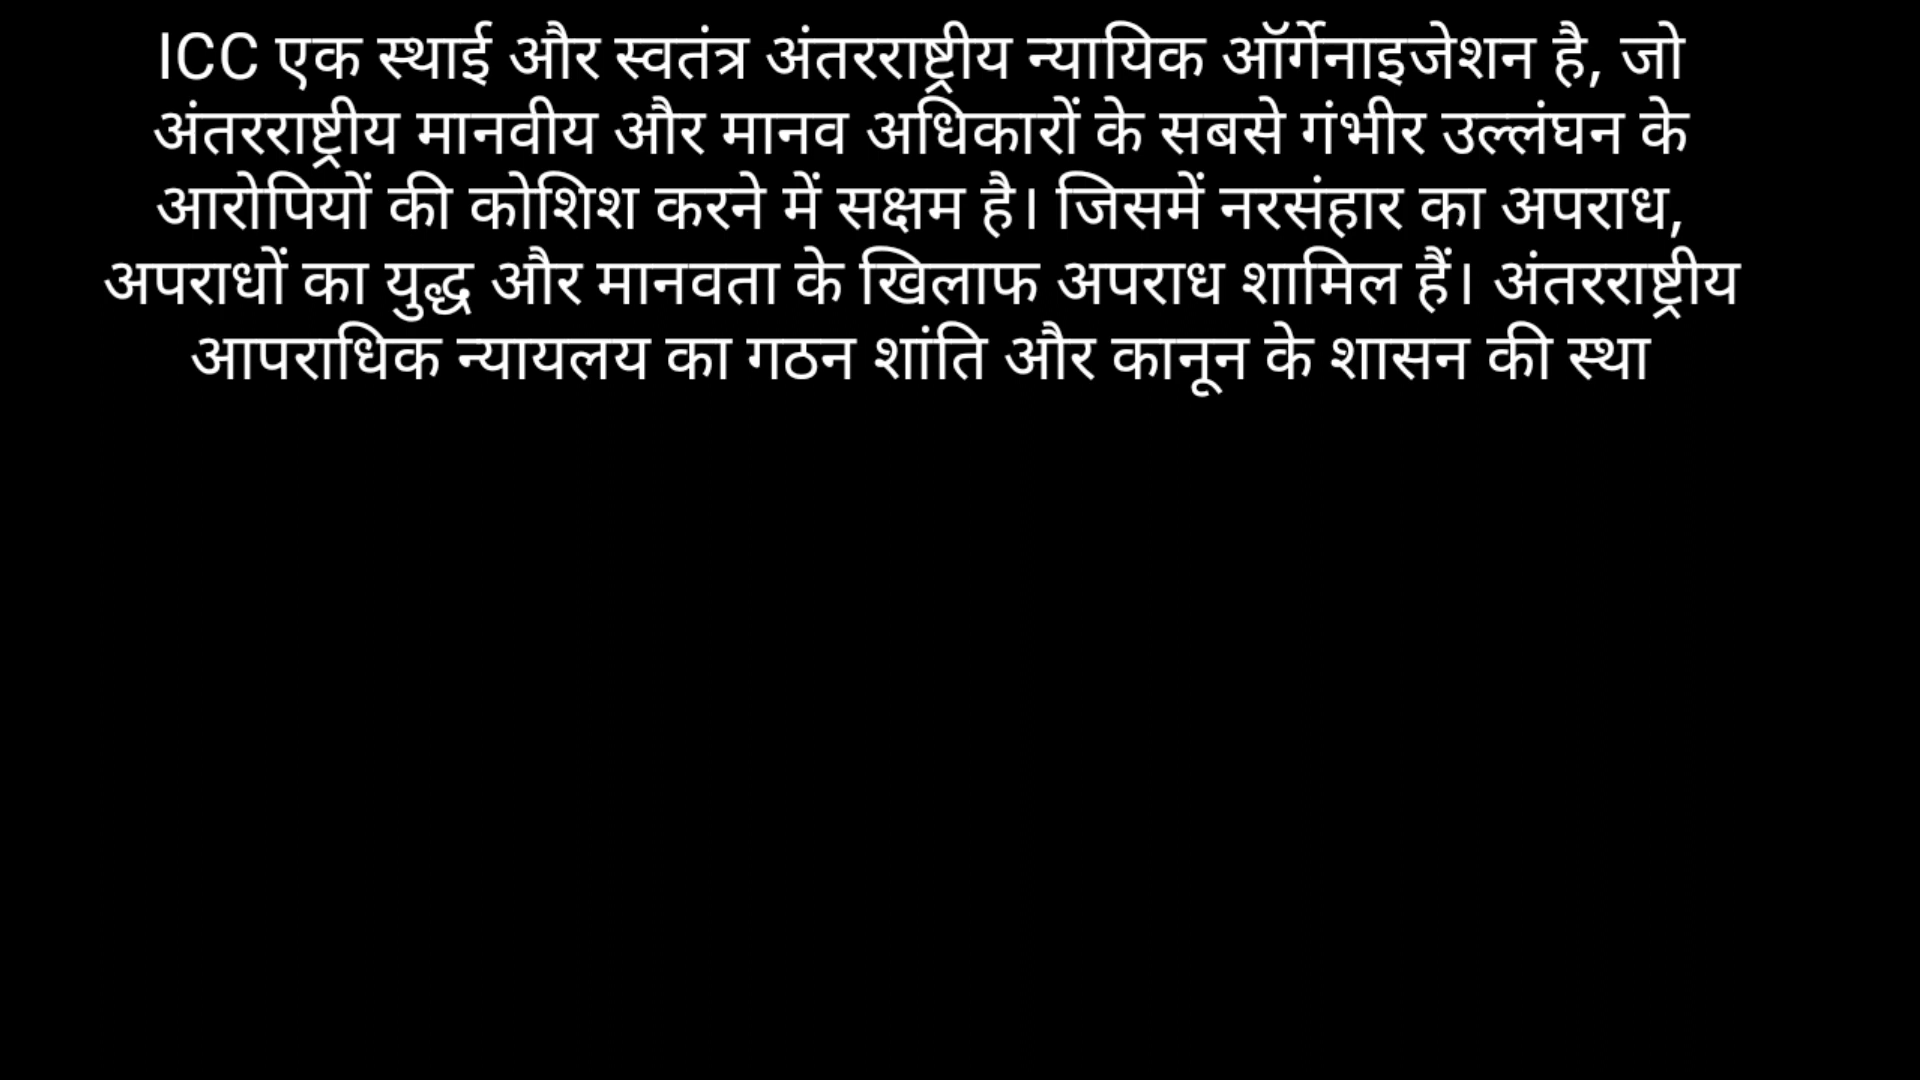 ICC एक स्थाई और स्वतंत्र अंतरराष्ट्रीय न्यायिक ऑर्गेनाइजेशन है, जो
अंतरराष्ट्रीय मानवीय और मानव अधिकारों के सबसे गंभीर उल्लंघन के
आरोपियों की कोशिश करने में सक्षम है। जिसमें नरसंहार का अपराध,
अपराधों का युद्ध और मानवता के खिलाफ अपराध शामिल हैं। अंतरराष्ट्रीय
आपराधिक न्यायलय का गठन शांति और कानून के शासन की स्था